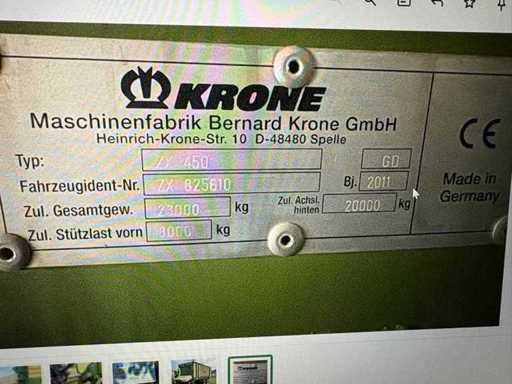 KRONE
Maschinenfabrik Bernard Krone GmbH
Heinrich-Krone-Str. 10 D-48480 Spelle
Typ: ZX 450 GD
Fahrzeugident-Nr. ZX 825610 Bj. 2011
Zul. Gesamtgew. 23000 kg Zul. Achsl. hinten 20000 kg
Zul. Stützlast vorn 3000 kg
CE
Made in
Germany